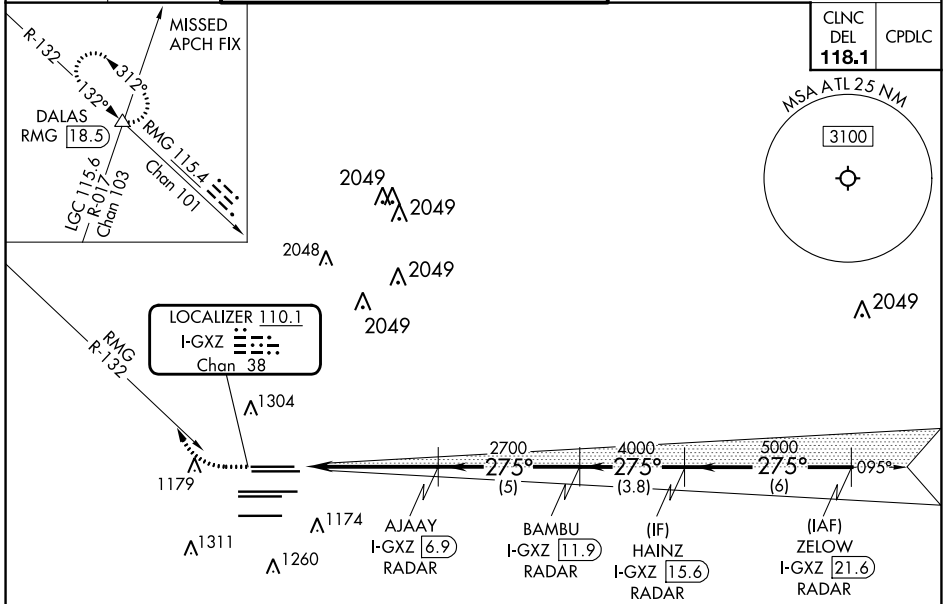 MISSED
APCH FIX
R-132
312°
132°
DALAS
RMG 18.5
RMG 115.4
Chan 101
LGC 115.6
R-017
Chan 103
CLNC
DEL
118.1
CPDLC
MSA ATL 25 NM
3100
2049
2049
2048
2049
2049
2049
LOCALIZER 110.1
I-GXZ
Chan 38
RMG
R-132
1304
1179
1311
1260
1174
2700
275°
(5)
4000
275°
(3.8)
5000
275°
(6)
095°
AJAAY
I-GXZ 6.9
RADAR
BAMBU
I-GXZ 11.9
RADAR
(IF)
HAINZ
I-GXZ 15.6
RADAR
(IAF)
ZELOW
I-GXZ 21.6
RADAR